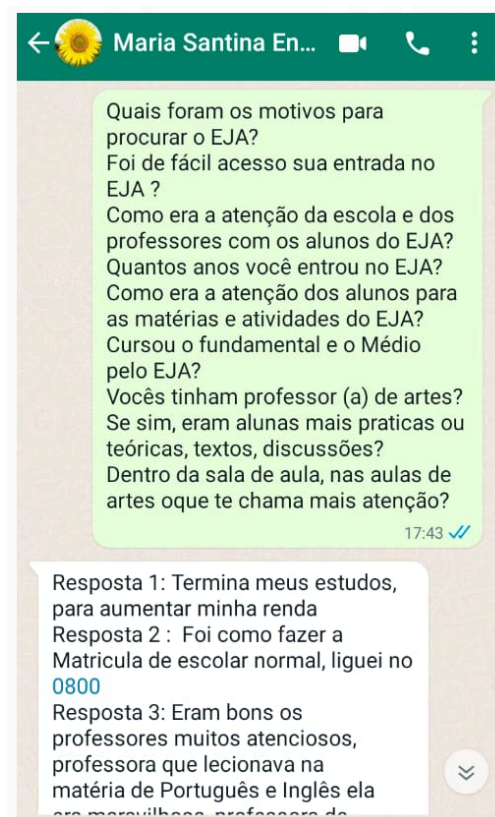 Maria Santina En...
Quais foram os motivos para
procurar o EJA?
Foi de fácil acesso sua entrada no
EJA ?
Como era a atenção da escola e dos
professores com os alunos do EJA?
Quantos anos você entrou no EJA?
Como era a atenção dos alunos para
as matérias e atividades do EJA?
Cursou o fundamental e o Médio
pelo EJA?
Vocês tinham professor (a) de artes?
Se sim, eram alunas mais praticas ou
teóricas, textos, discussões?
Dentro da sala de aula, nas aulas de
artes oque te chama mais atenção?
17:43
Resposta 1: Termina meus estudos,
para aumentar minha renda
Resposta 2 :  Foi como fazer a
Matricula de escolar normal, liguei no
0800
Resposta 3: Eram bons os
professores muitos atenciosos,
professora que lecionava na
matéria de Português e Inglês ela